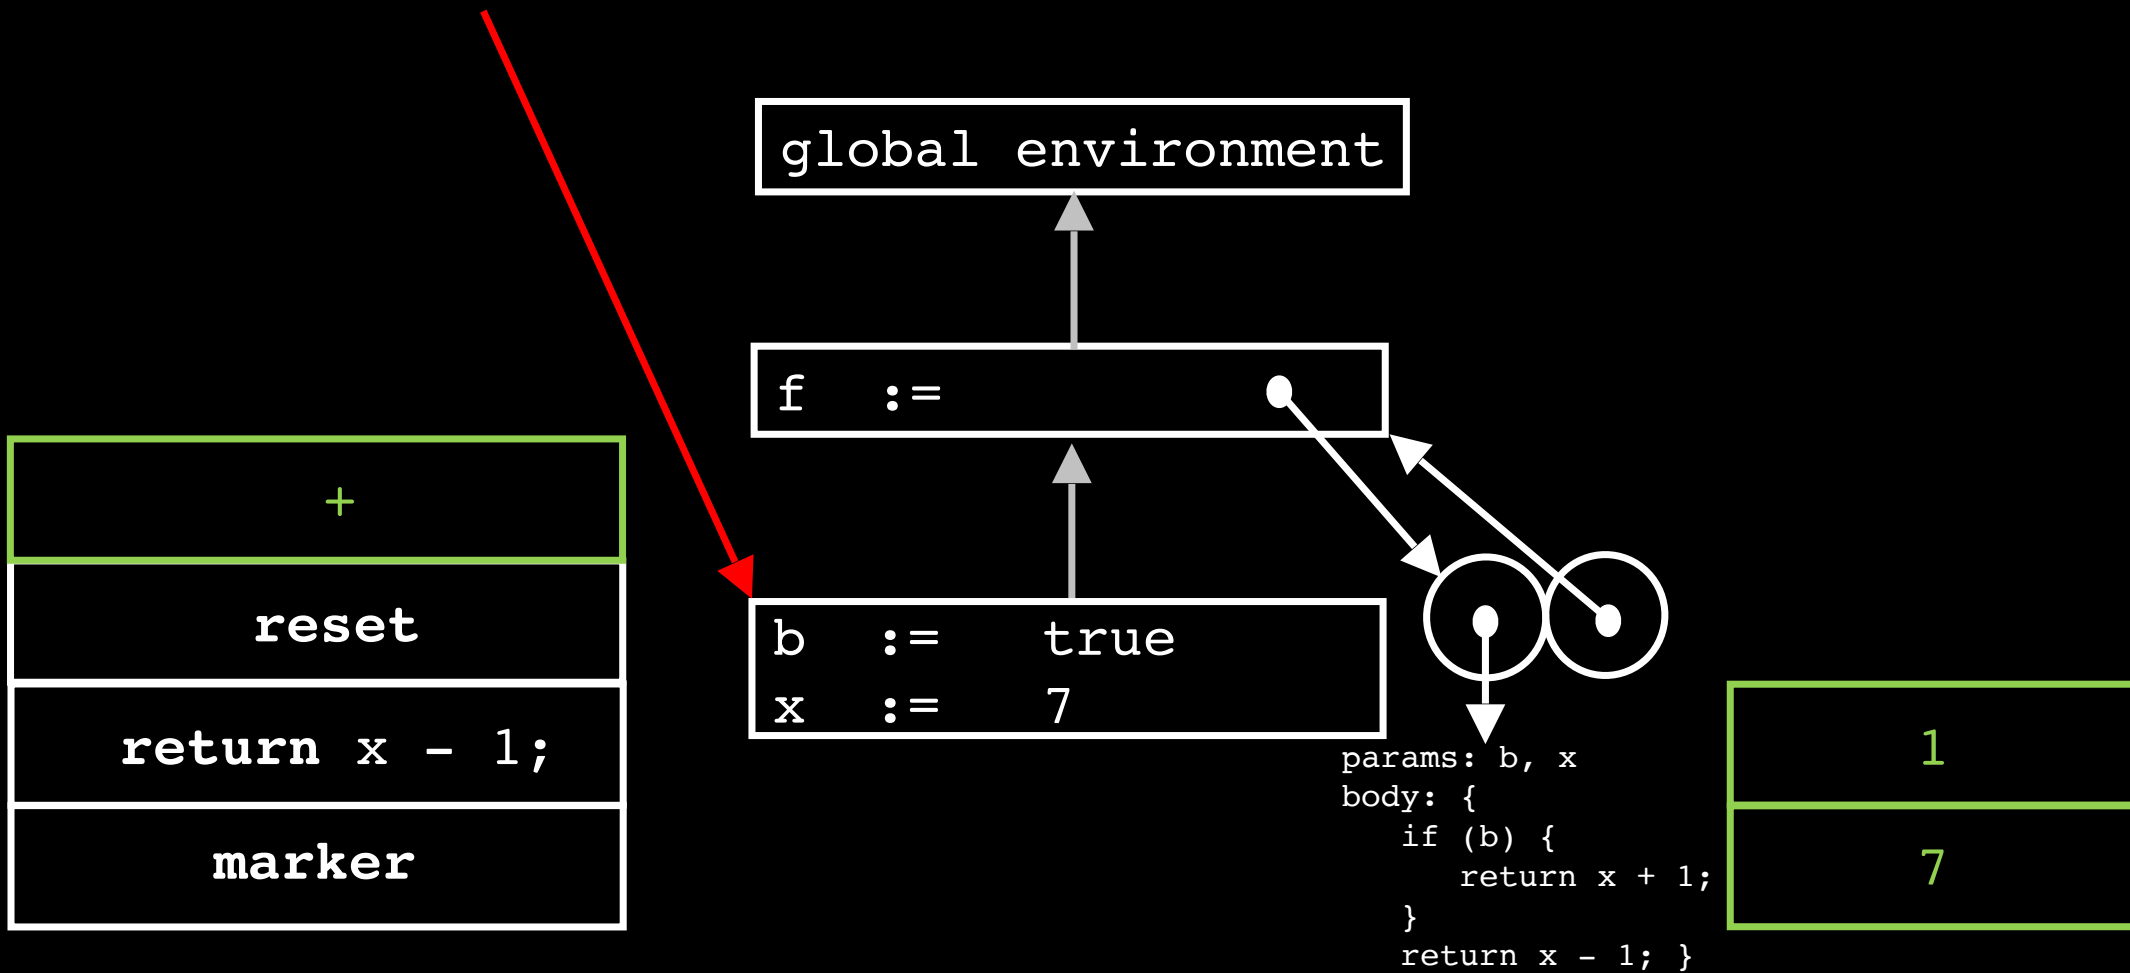 global environment
f :=
+
reset
return x - 1;
marker
b := true
x := 7
params: b, x
body: {
if (b) {
return x + 1;
}
return x - 1; }
1
7